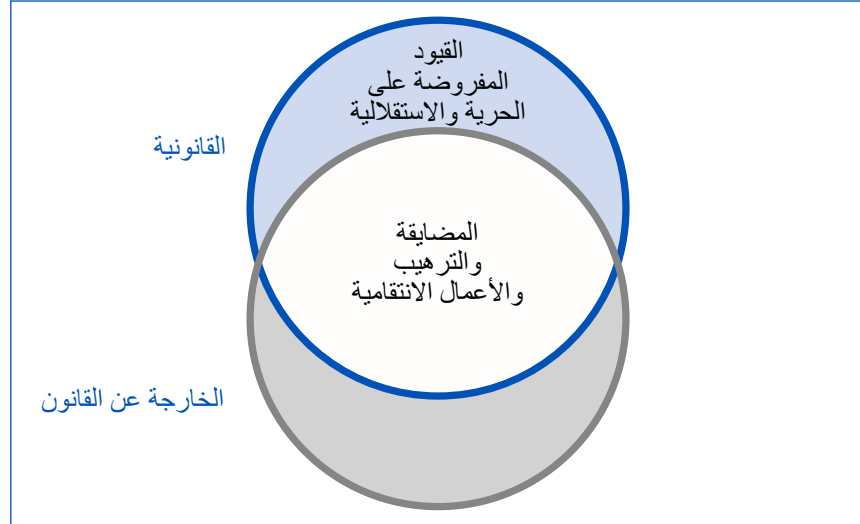 القيود
المفروضة على
الحرية والاستقلالية
القانونية
المضايقة
والترهيب
والأعمال الانتقامية
الخارجة عن القانون